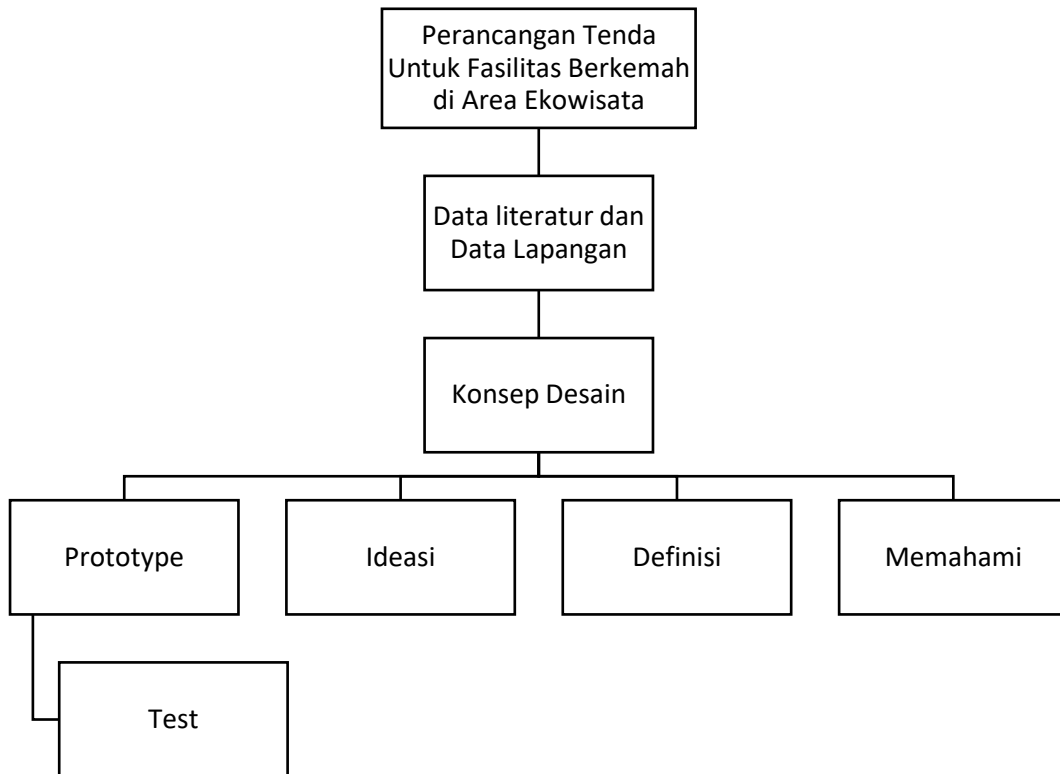 Perancangan Tenda
Untuk Fasilitas Berkemah
di Area Ekowisata
Data literatur dan
Data Lapangan
Konsep Desain
Prototype
Ideasi
Definisi
Memahami
Test